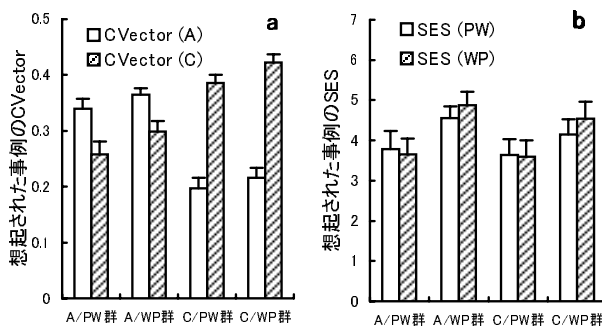 a
CVector (A)
CVector (C)
想起された事例のCVector
0.5
0.4
0.3
0.2
0.1
0
A/PW群
A/WP群
C/PW群
C/WP群
b
SES (PW)
SES (WP)
想起された事例のSES
7
6
5
4
3
2
1
0
A/PW群
A/WP群
C/PW群
C/WP群